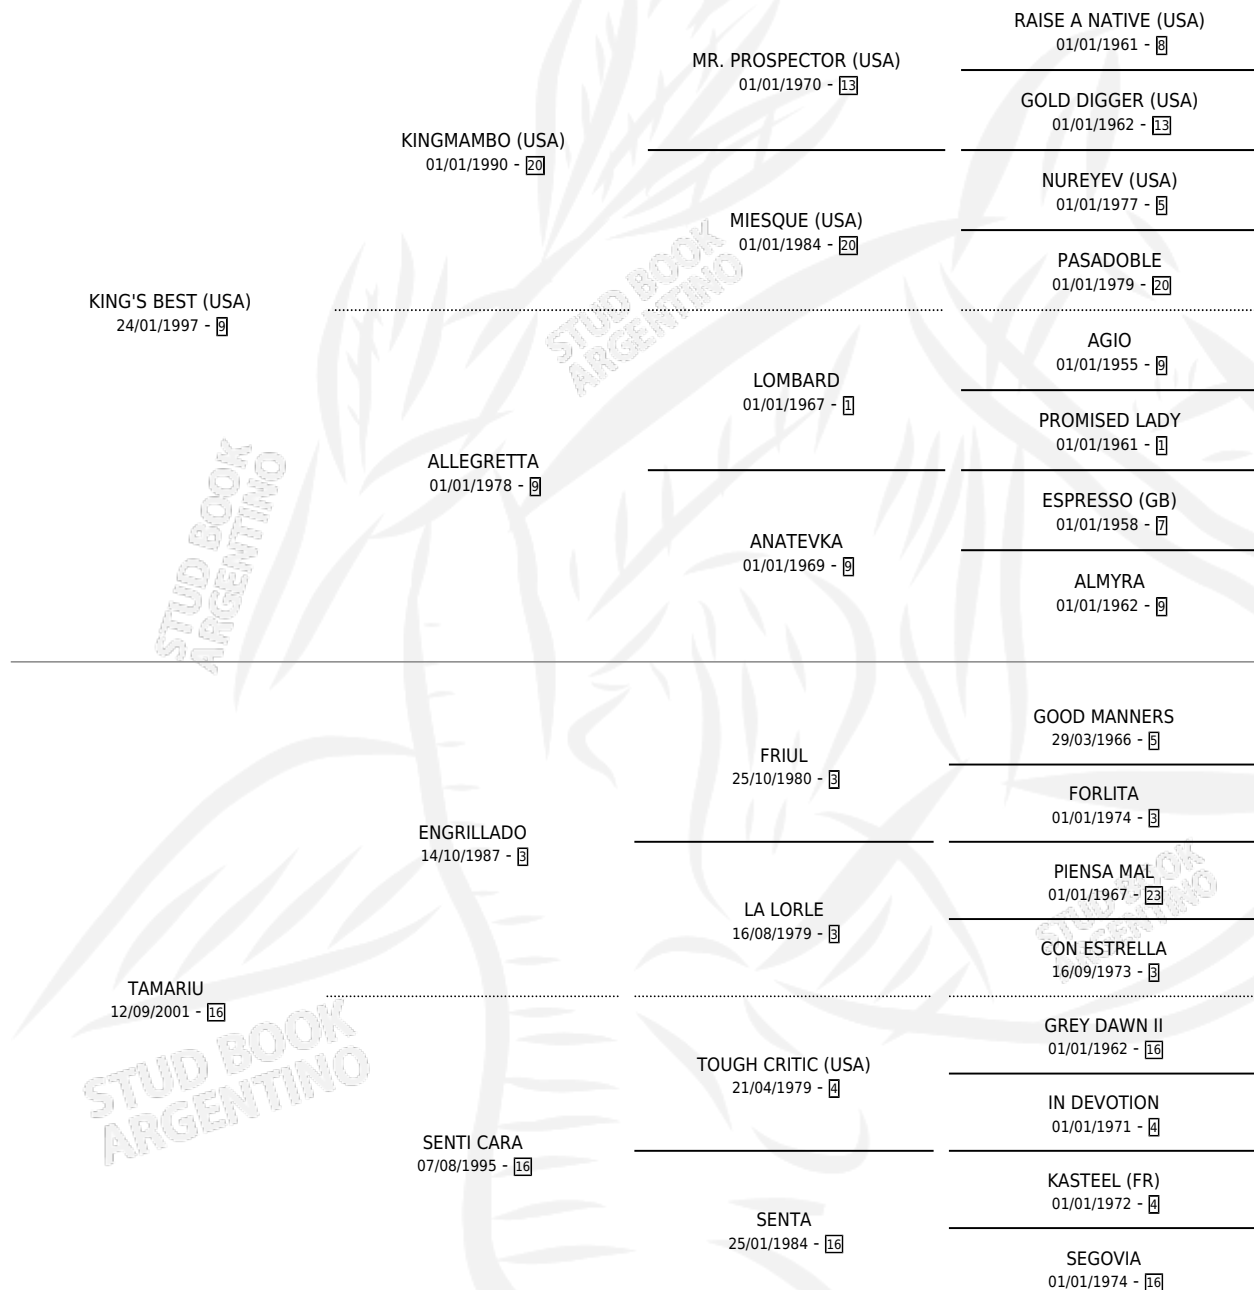 RAISE A NATIVE (USA)
01/01/1961 - 8
MR. PROSPECTOR (USA)
01/01/1970 - 13
GOLD DIGGER (USA)
01/01/1962 - 13
KINGMAMBO (USA)
01/01/1990 - 20
NUREYEV (USA)
01/01/1977 - 5
MIESQUE (USA)
01/01/1984 - 20
PASADOBLE
01/01/1979 - 20
KING'S BEST (USA)
24/01/1997 - 9
AGIO
01/01/1955 - 9
LOMBARD
01/01/1967 - 1
PROMISED LADY
01/01/1961 - 1
ALLEGRETTA
01/01/1978 - 9
ESPRESSO (GB)
01/01/1958 - 7
ANATEVKA
01/01/1969 - 9
ALMYRA
01/01/1962 - 9
GOOD MANNERS
29/03/1966 - 5
FRIUL
25/10/1980 - 3
FORLITA
01/01/1974 - 3
ENGRILLADO
14/10/1987 - 3
PIENSA MAL
01/01/1967 - 23
LA LORLE
16/08/1979 - 3
CON ESTRELLA
16/09/1973 - 3
TAMARIU
12/09/2001 - 16
GREY DAWN II
01/01/1962 - 16
TOUGH CRITIC (USA)
21/04/1979 - 4
IN DEVOTION
01/01/1971 - 4
SENTI CARA
07/08/1995 - 16
KASTEEL (FR)
01/01/1972 - 4
SENTA
25/01/1984 - 16
SEGOVIA
01/01/1974 - 16
STUD BOOK
ARGENTINO
STUD BOOK
ARGENTINO
STUD BOOK
ARGENTINO
STUD BOOK
ARGENTINO